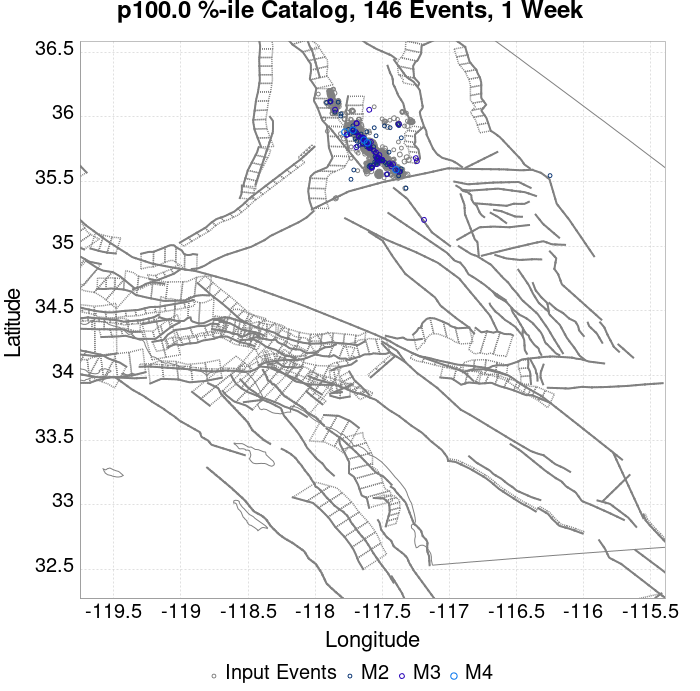 p100.0 %-ile Catalog, 146 Events, 1 Week
36.5
36
35.5
35
34.5
34
33.5
33
32.5
Latitude
-119.5 -119 -118.5 -118 -117.5 -117 -116.5 -116 -115.5
Longitude
Input Events M2 M3 M4